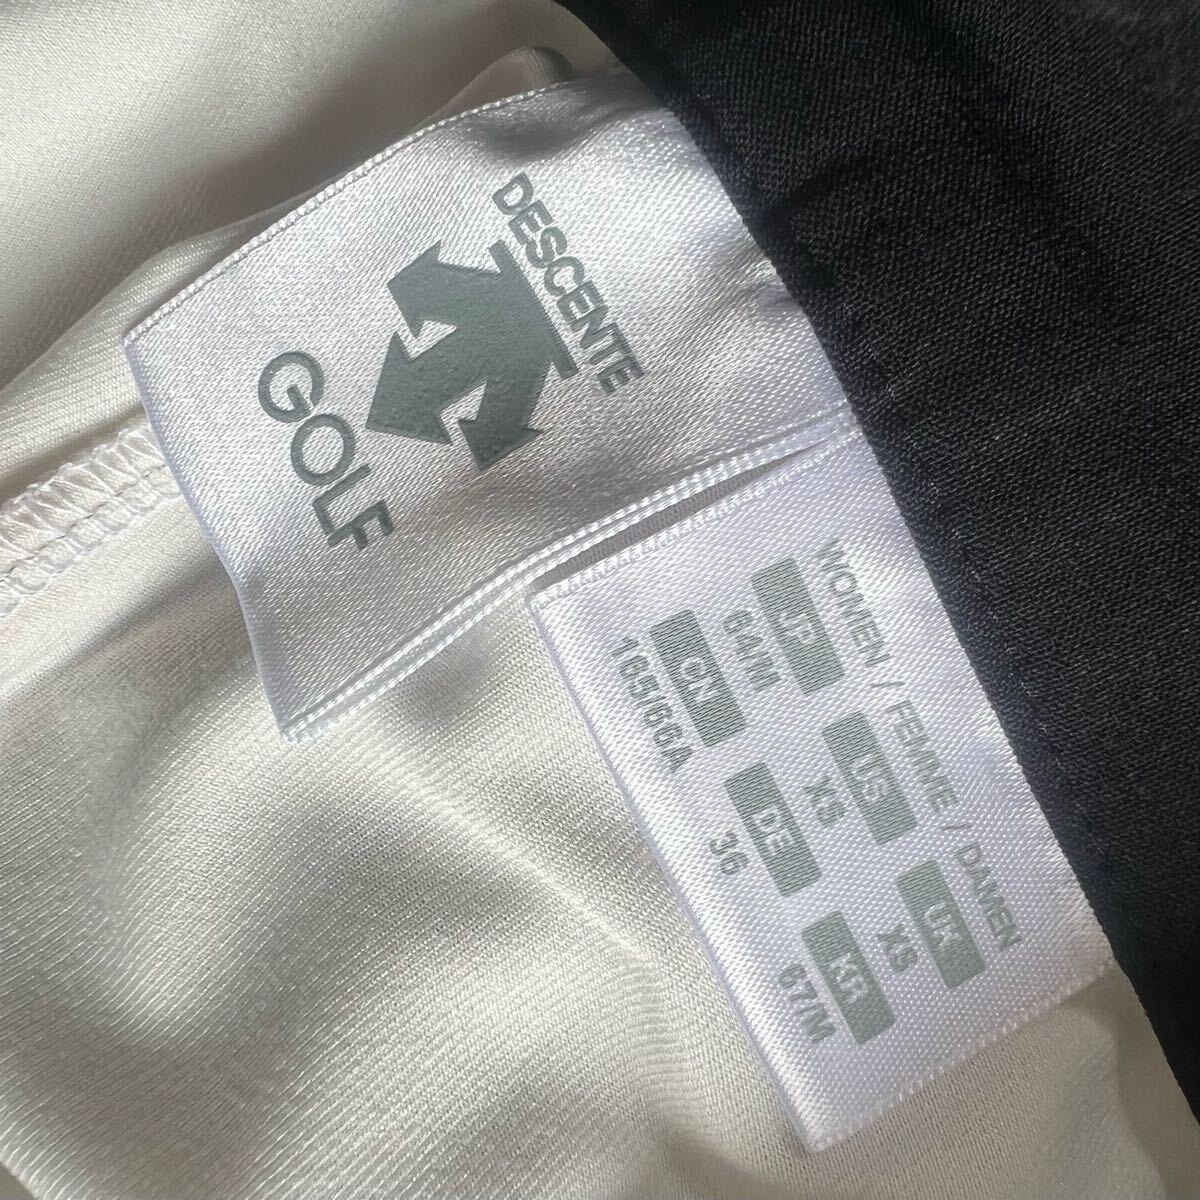 DESCENTE
GOLF
WOMEN / FEMME / DAMEN
JP US UK
64M XS XS
CN DE KR
165/66A 36 67M